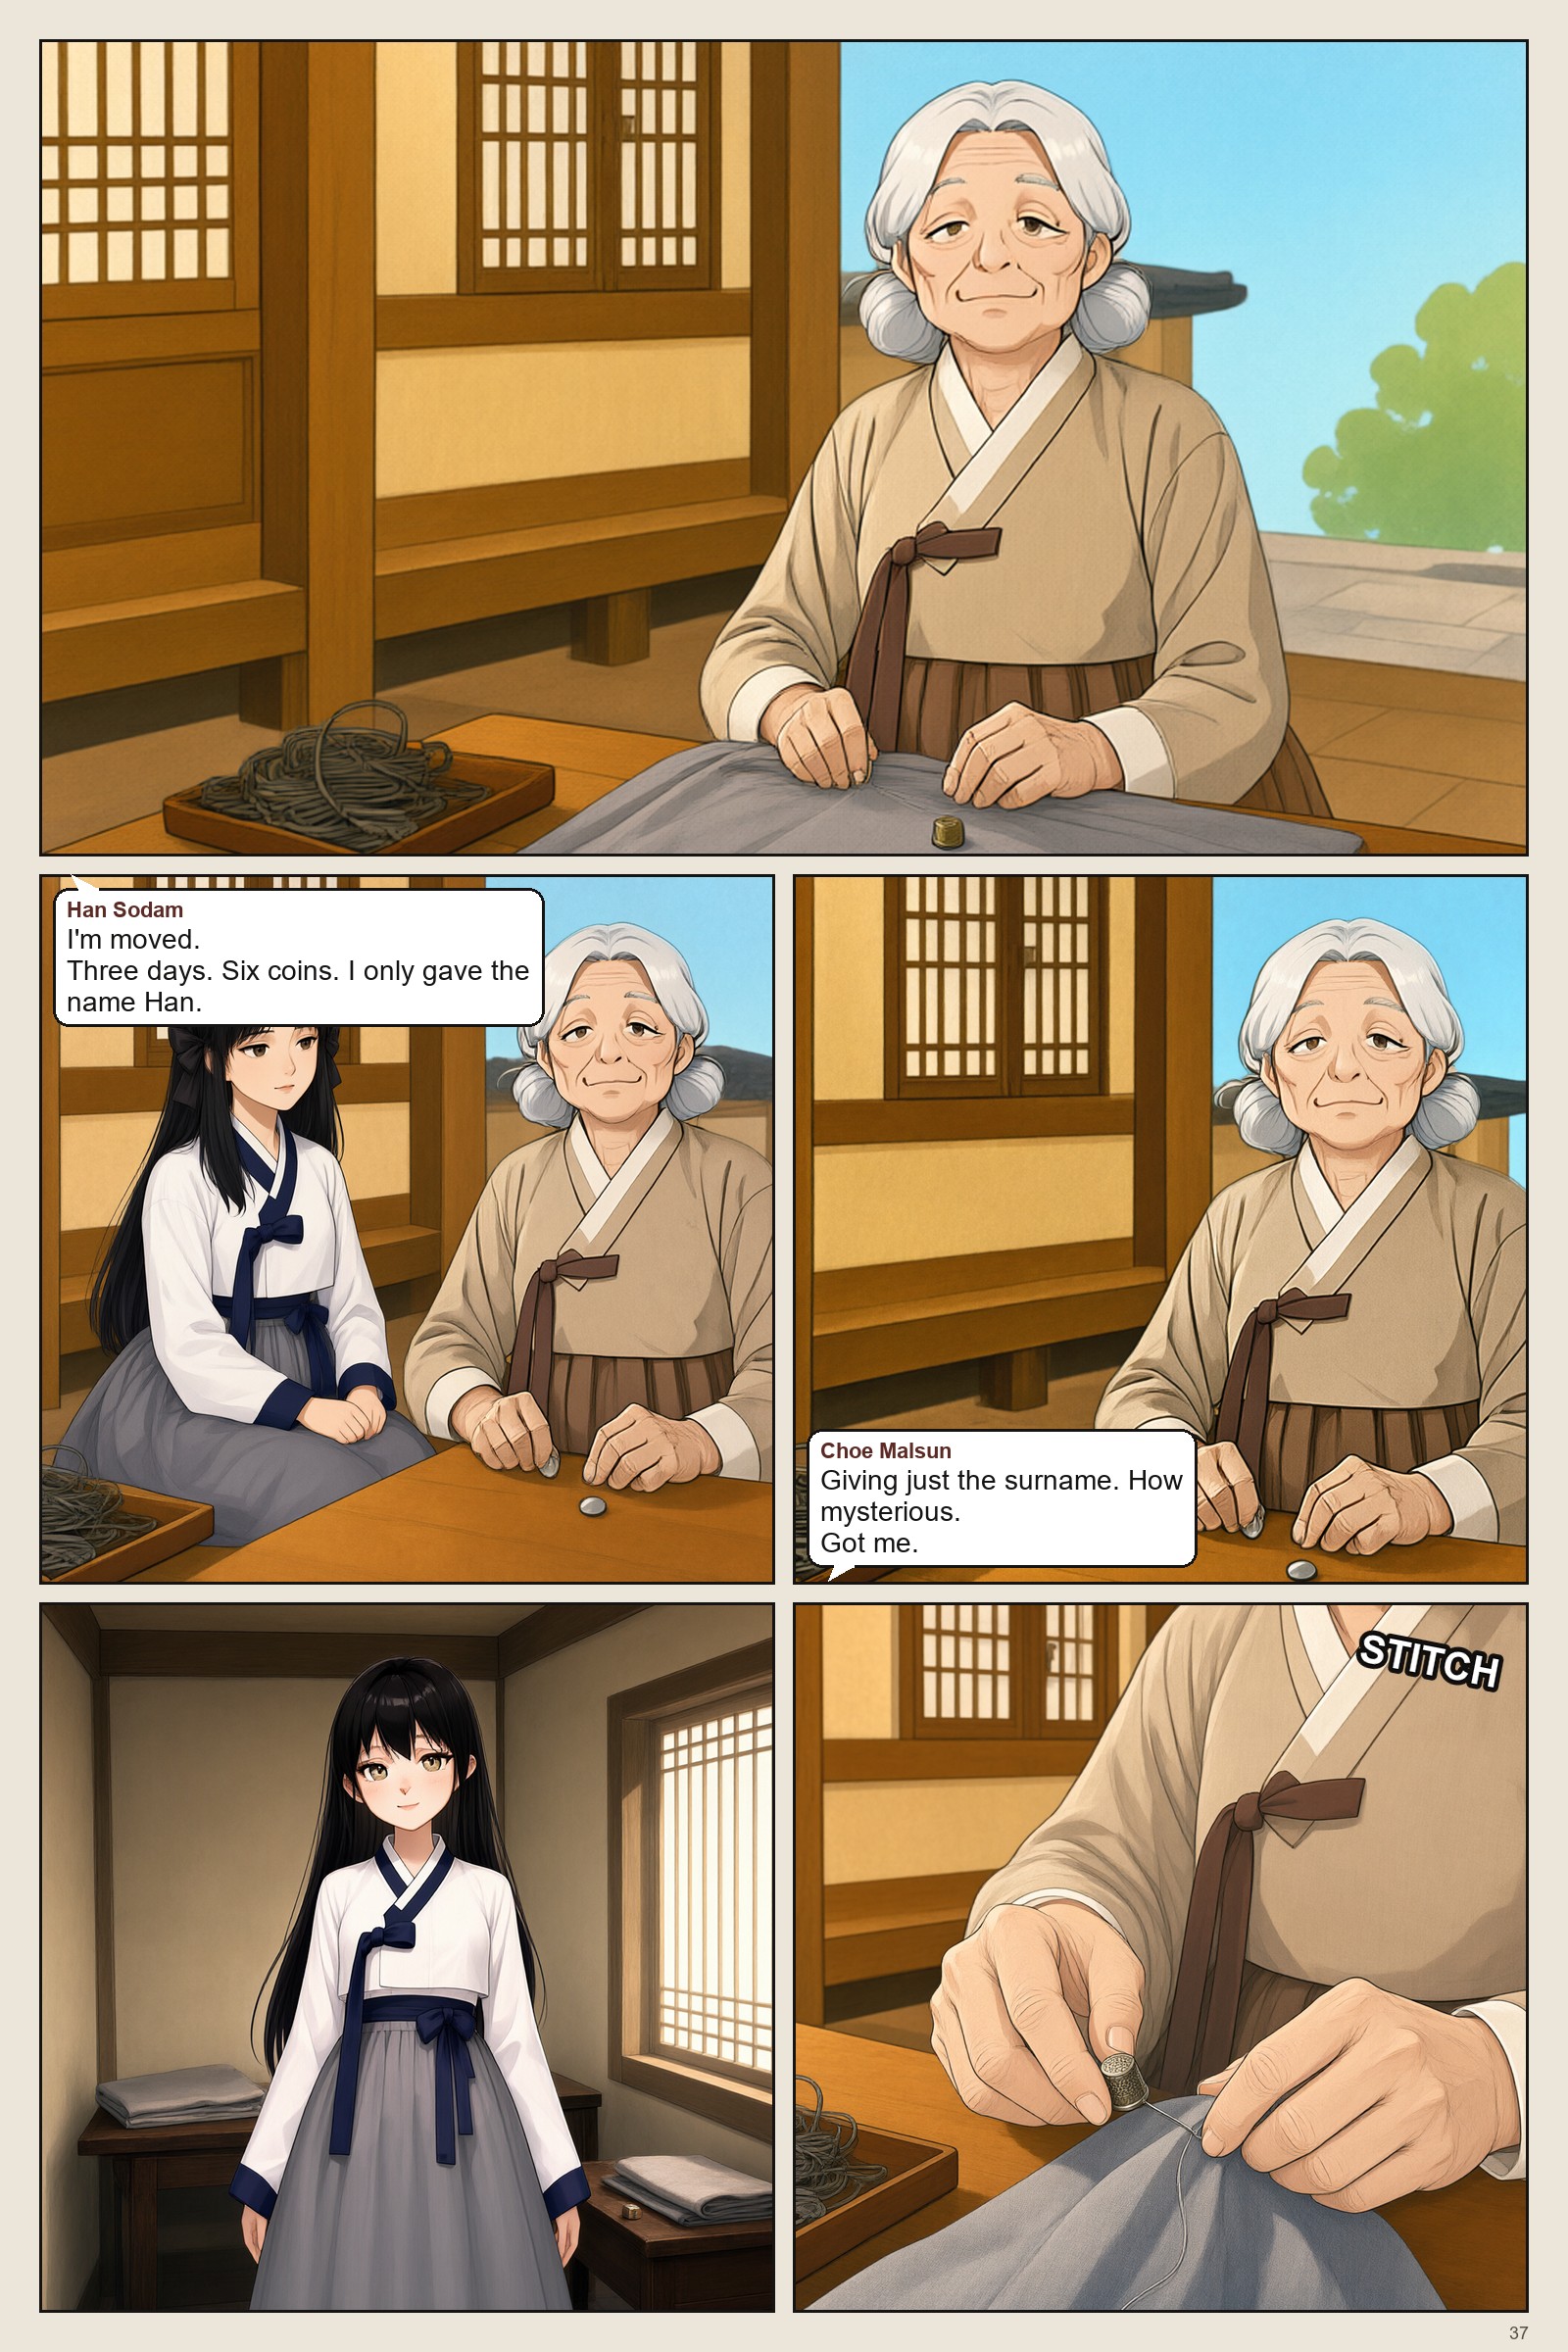 Han Sodam
I'm moved.
Three days. Six coins. I only gave the
name Han.
Choe Malsun
Giving just the surname. How
mysterious.
Got me.
STITCH
37